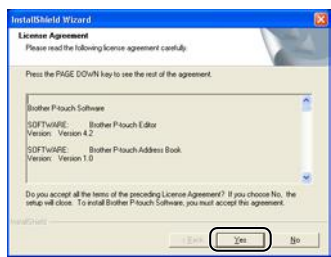 InstallShield Wizard
License Agreement
Please read the following license agreement carefully.
Press the PAGE DOWN key to see the rest of the agreement.
Brother P-touch Software
SOFTWARE: Brother P-touch Editor
Version: Version 4.2
SOFTWARE: Brother P-touch Address Book
Version: Version 1.0
Do you accept all the terms of the preceding License Agreement? If you choose No, the
setup will close. To install Brother P-touch Software, you must accept this agreement.
InstallShield
< Back Yes No